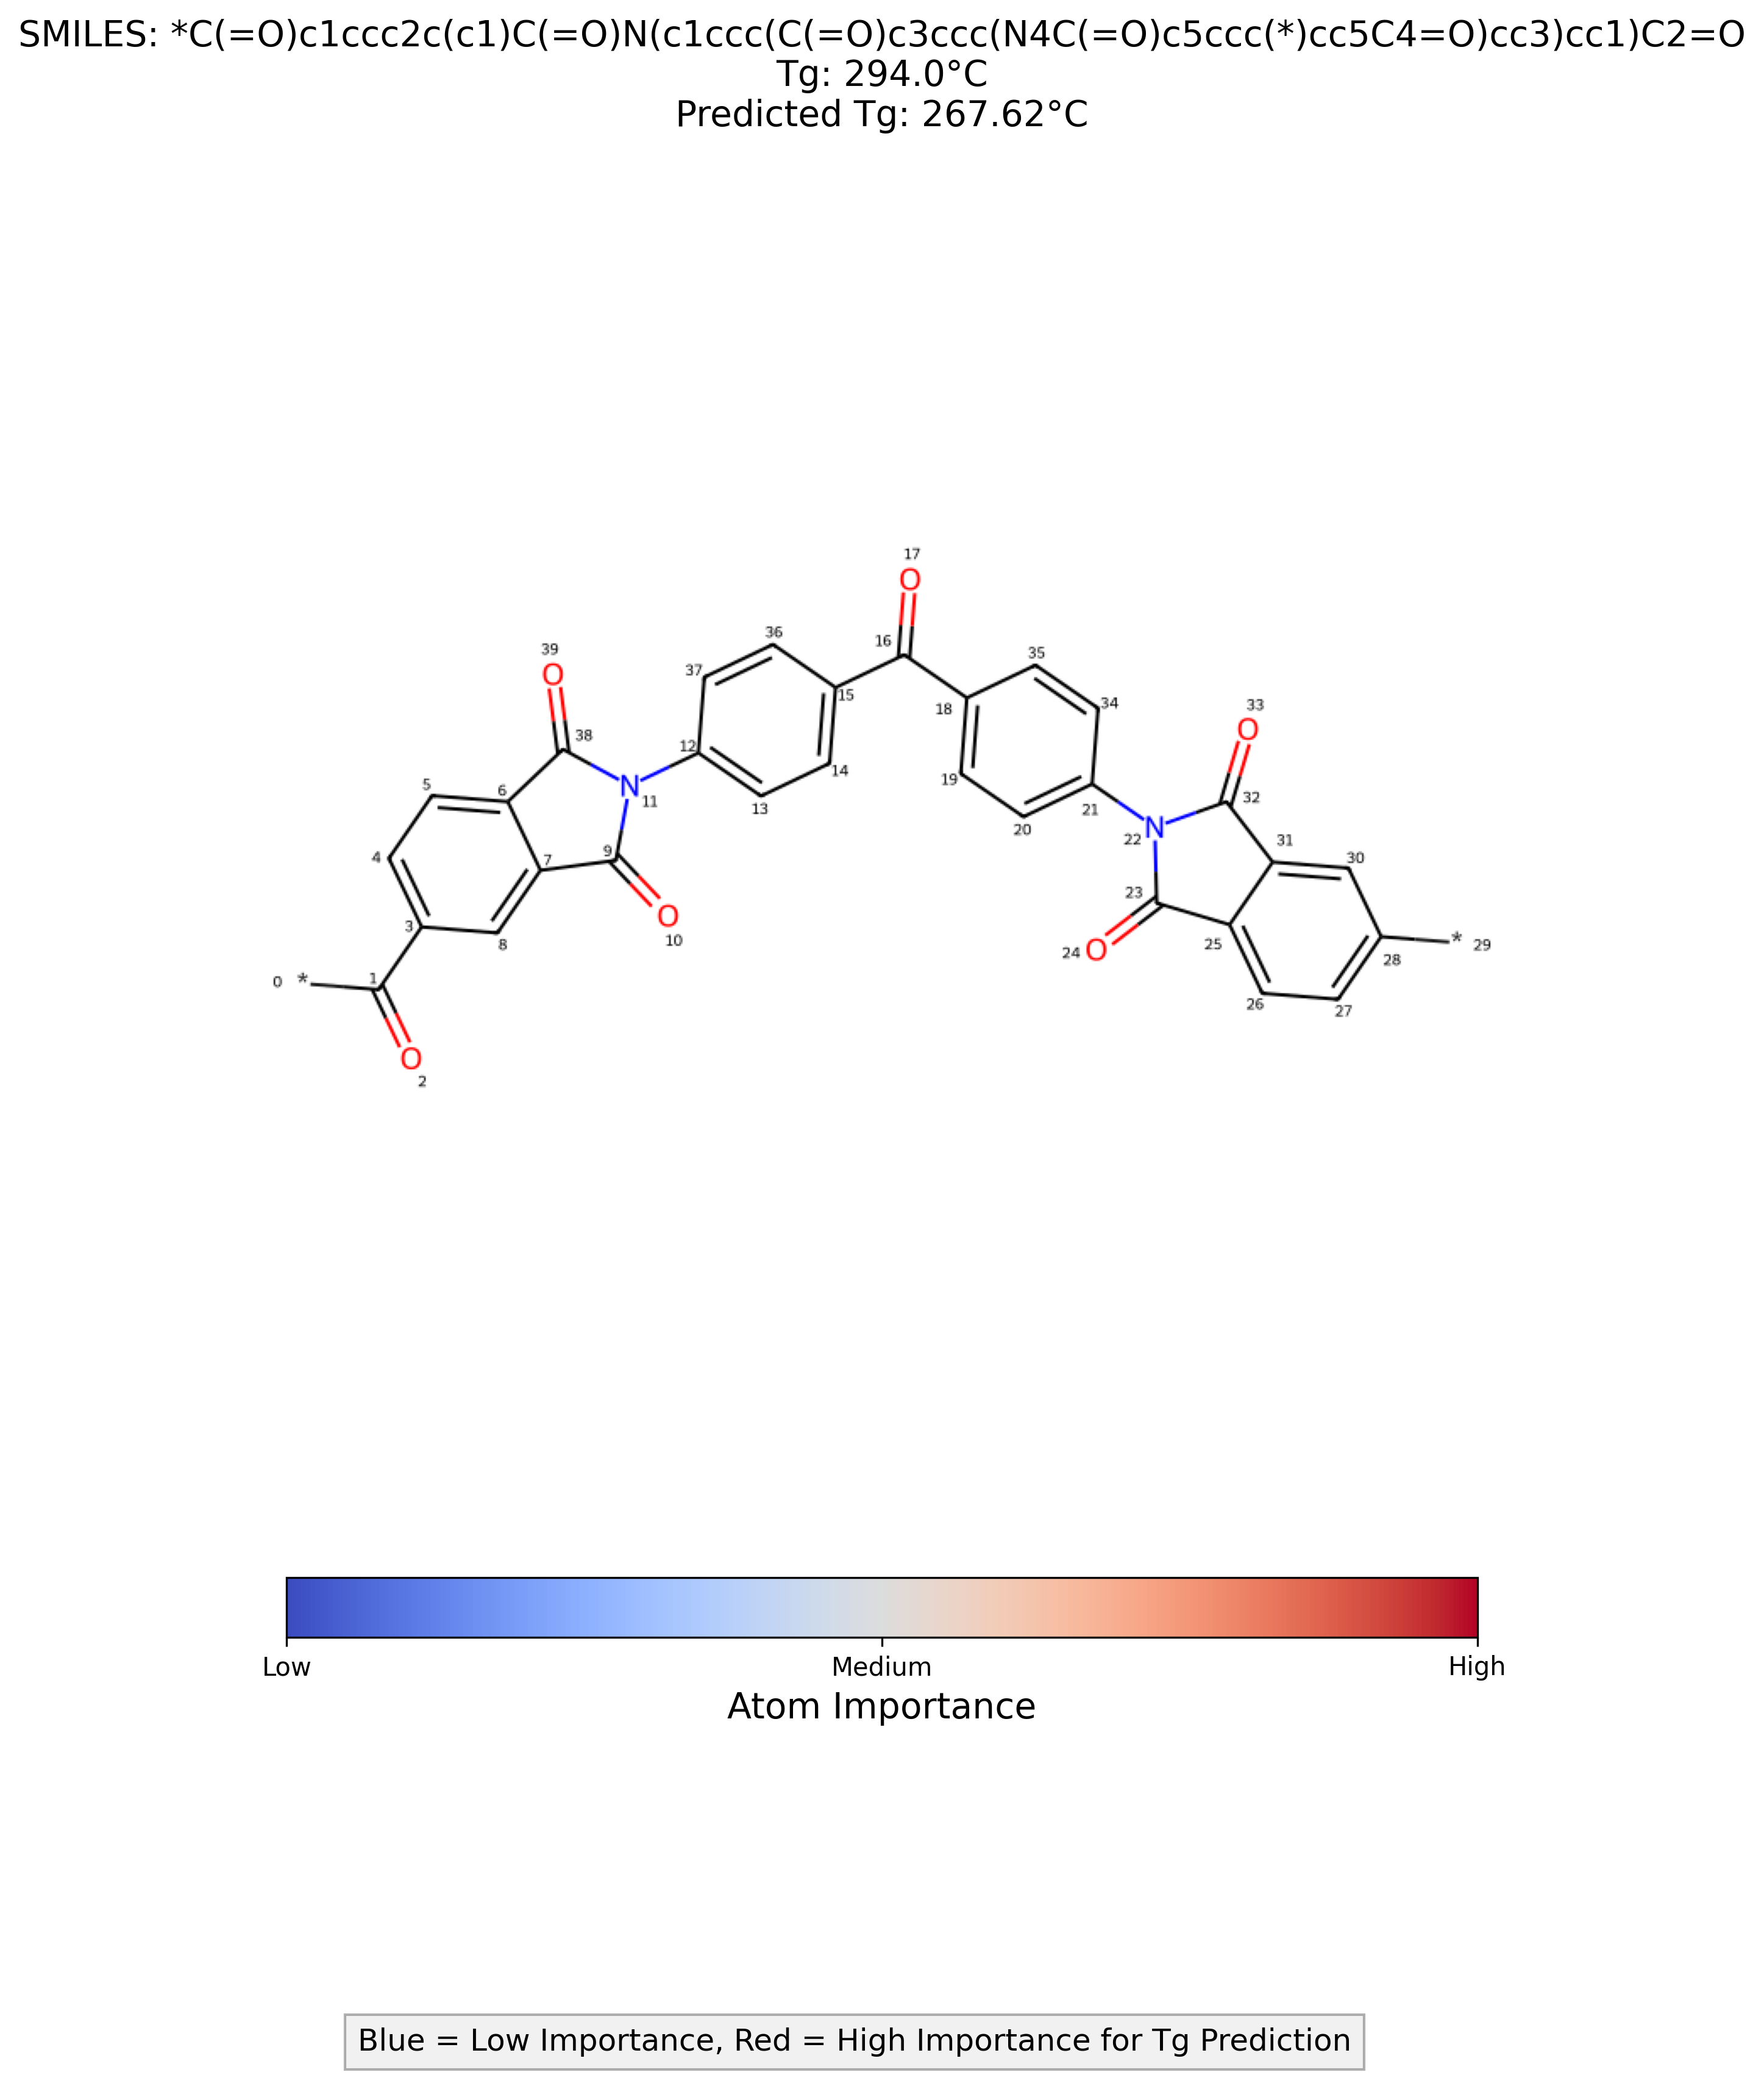 SMILES: *C(=O)c1ccc2c(c1)C(=O)N(c1ccc(C(=O)c3ccc(N4C(=O)c5ccc(*)cc5C4=O)cc3)cc1)C2=O
Tg: 294.0°C
Predicted Tg: 267.62°C
17
O
36
16
35
39
O
37
15
34
18
33
O
38
12
14
19
5
6
N
11
13
20
21
N
22
32
31
4
7
9
30
23
3
8
O
10
24
O
25
28
*
29
0
*
1
26
27
O
2
Low
Medium
High
Atom Importance
Blue = Low Importance, Red = High Importance for Tg Prediction